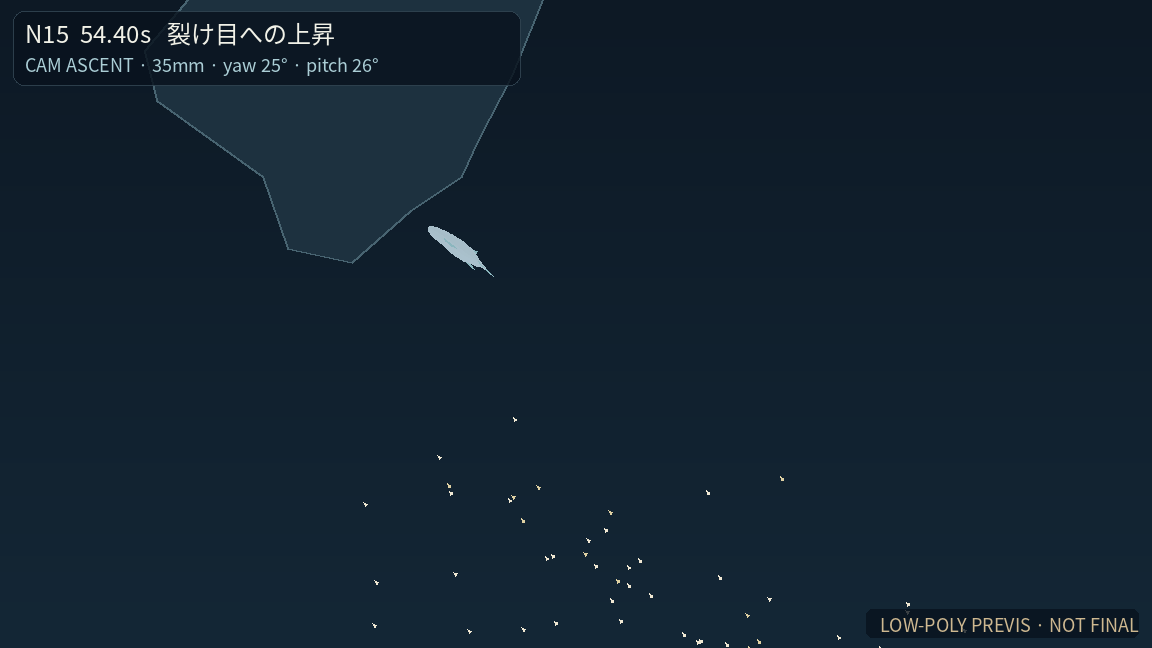 N15 54.40s 裂け目への上昇
CAM ASCENT · 35mm · yaw 25° · pitch 26°
LOW-POLY PREVIS · NOT FINAL